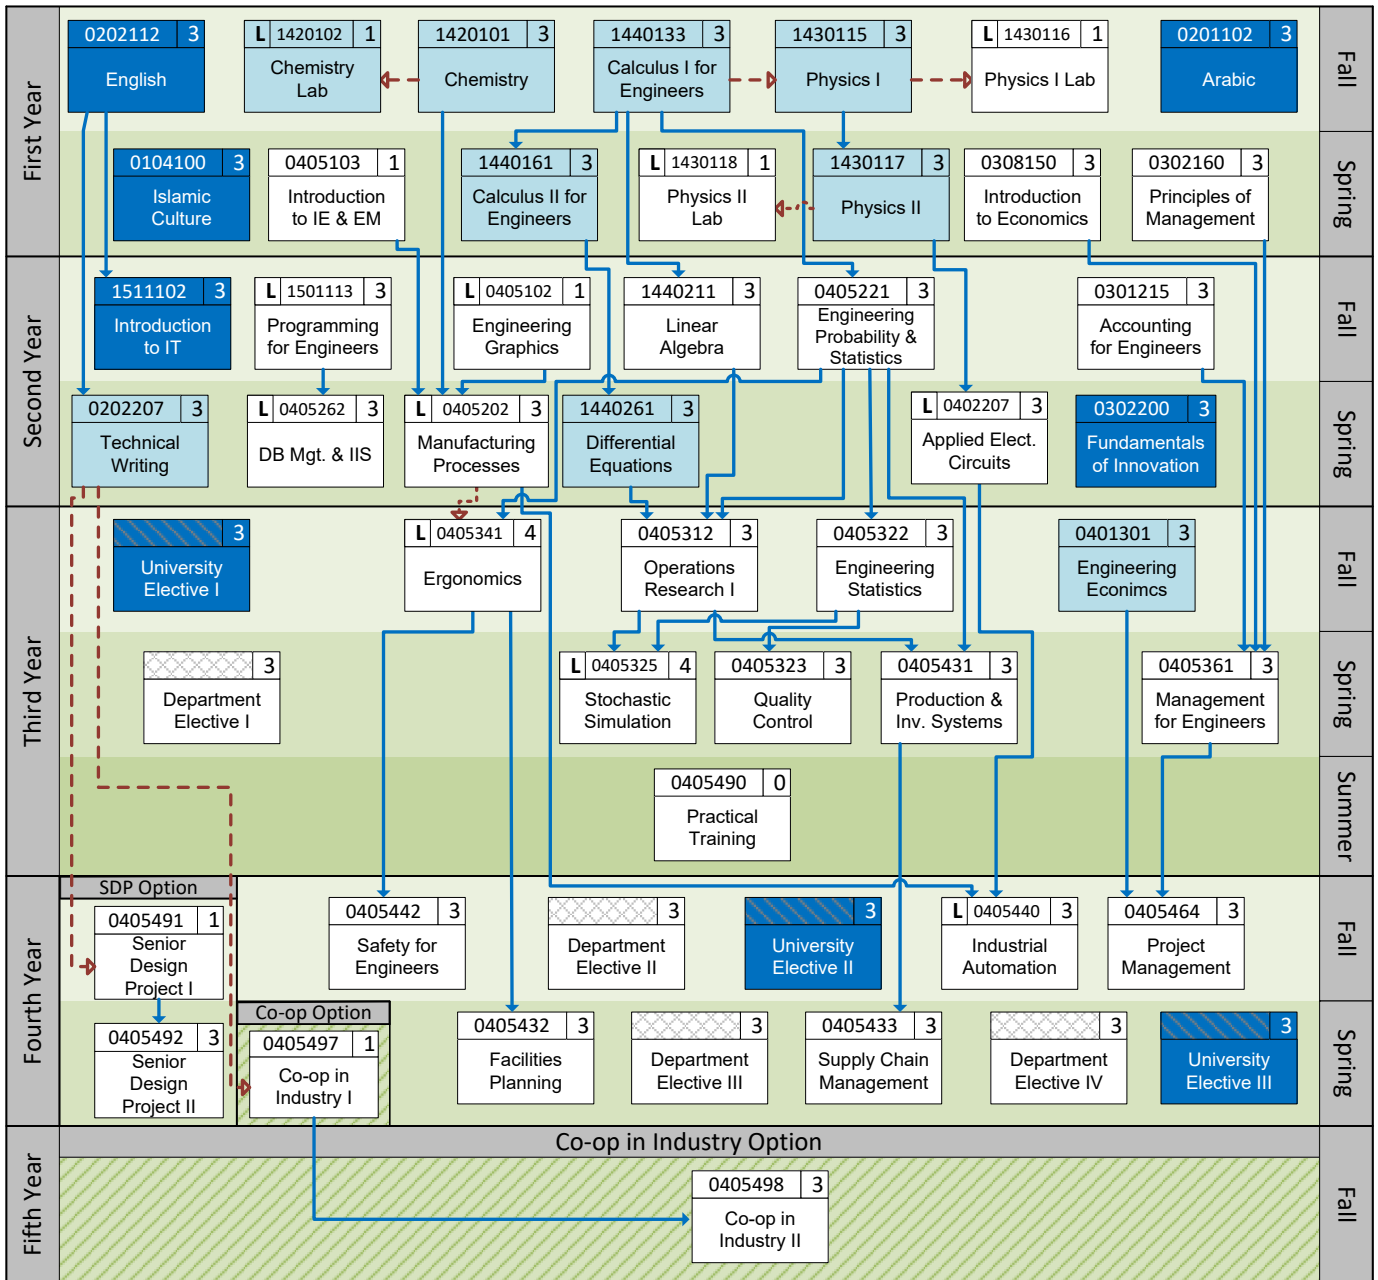 First Year
Fall
0202112 3
English
L 1420102 1
Chemistry
Lab
1420101 3
Chemistry
1440133 3
Calculus I for
Engineers
1430115 3
Physics I
L 1430116 1
Physics I Lab
0201102 3
Arabic
Spring
0104100 3
Islamic
Culture
0405103 1
Introduction
to IE & EM
1440161 3
Calculus II for
Engineers
L 1430118 1
Physics II
Lab
1430117 3
Physics II
0308150 3
Introduction
to Economics
0302160 3
Principles of
Management
Second Year
Fall
1511102 3
Introduction
to IT
L 1501113 3
Programming
for Engineers
L 0405102 1
Engineering
Graphics
1440211 3
Linear
Algebra
0405221 3
Engineering
Probability &
Statistics
0301215 3
Accounting
for Engineers
Spring
0202207 3
Technical
Writing
L 0405262 3
DB Mgt. & IIS
L 0405202 3
Manufacturing
Processes
1440261 3
Differential
Equations
L 0402207 3
Applied Elect.
Circuits
0302200 3
Fundamentals
of Innovation
Third Year
Fall
3
University
Elective I
L 0405341 4
Ergonomics
0405312 3
Operations
Research I
0405322 3
Engineering
Statistics
0401301 3
Engineering
Econimcs
Spring
3
Department
Elective I
L 0405325 4
Stochastic
Simulation
0405323 3
Quality
Control
0405431 3
Production &
Inv. Systems
0405361 3
Management
for Engineers
Summer
0405490 0
Practical
Training
Fourth Year
Fall
SDP Option
0405491 1
Senior
Design
Project I
0405442 3
Safety for
Engineers
3
Department
Elective II
3
University
Elective II
L 0405440 3
Industrial
Automation
0405464 3
Project
Management
Spring
0405492 3
Senior
Design
Project II
Co-op Option
0405497 1
Co-op in
Industry I
0405432 3
Facilities
Planning
3
Department
Elective III
0405433 3
Supply Chain
Management
3
Department
Elective IV
3
University
Elective III
Fifth Year
Fall
Co-op in Industry Option
0405498 3
Co-op in
Industry II